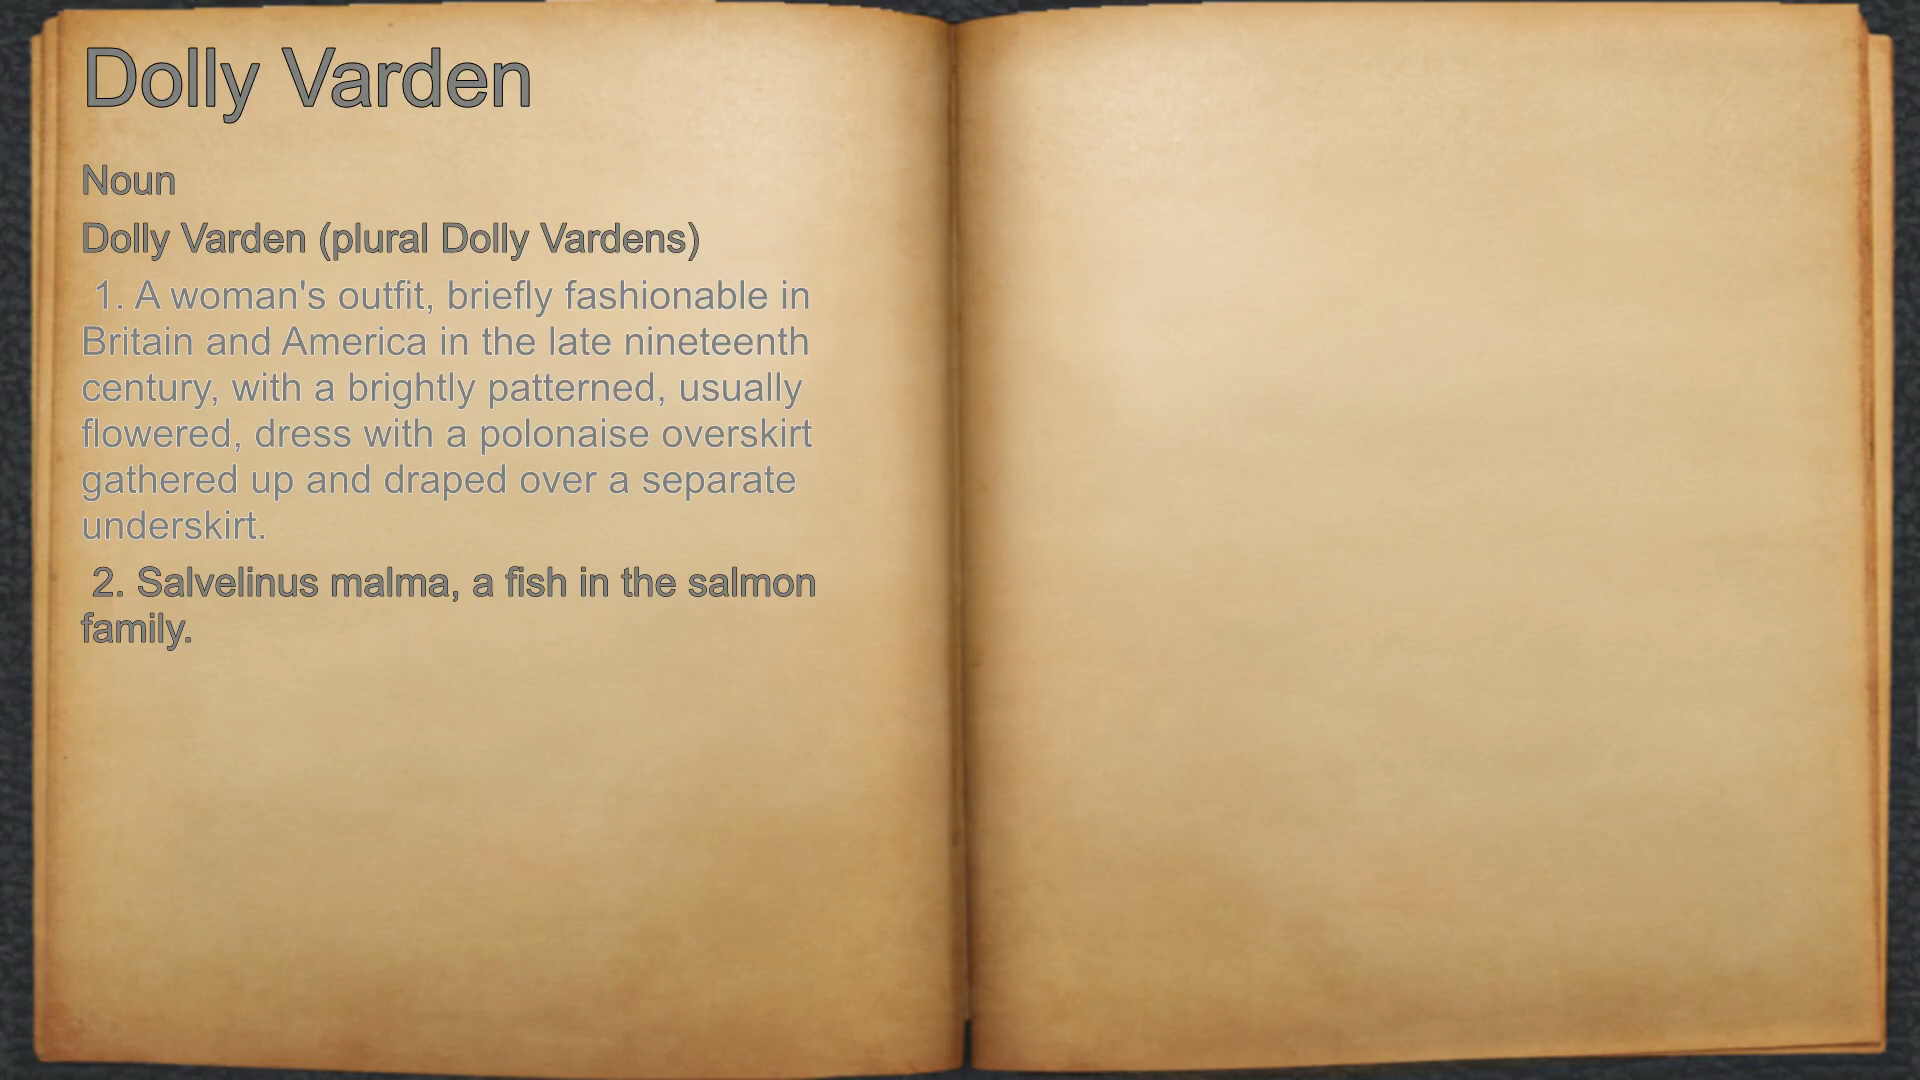 Dolly Varden
Noun
Dolly Varden (plural Dolly Vardens)
1. A woman's outfit, briefly fashionable in
Britain and America in the late nineteenth
century, with a brightly patterned, usually
flowered, dress with a polonaise overskirt
gathered up and draped over a separate
underskirt.
2. Salvelinus malma, a fish in the salmon
family.